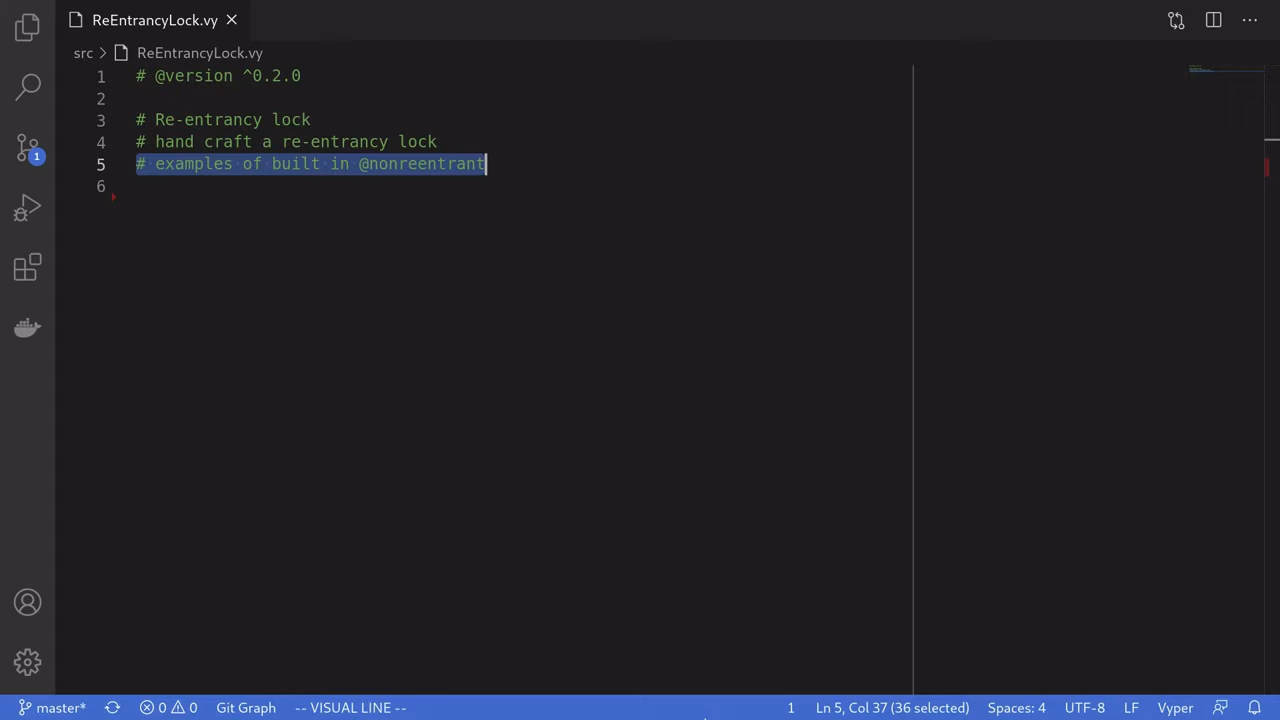 ReEntrancyLock.vy
src > ReEntrancyLock.vy
1 # @version ^0.2.0
2
3 # Re-entrancy lock
4 # hand craft a re-entrancy lock
5 # examples of built in @nonreentrant
6
1
master* 0 0 Git Graph -- VISUAL LINE -- 1 Ln 5, Col 37 (36 selected) Spaces: 4 UTF-8 LF Vyper